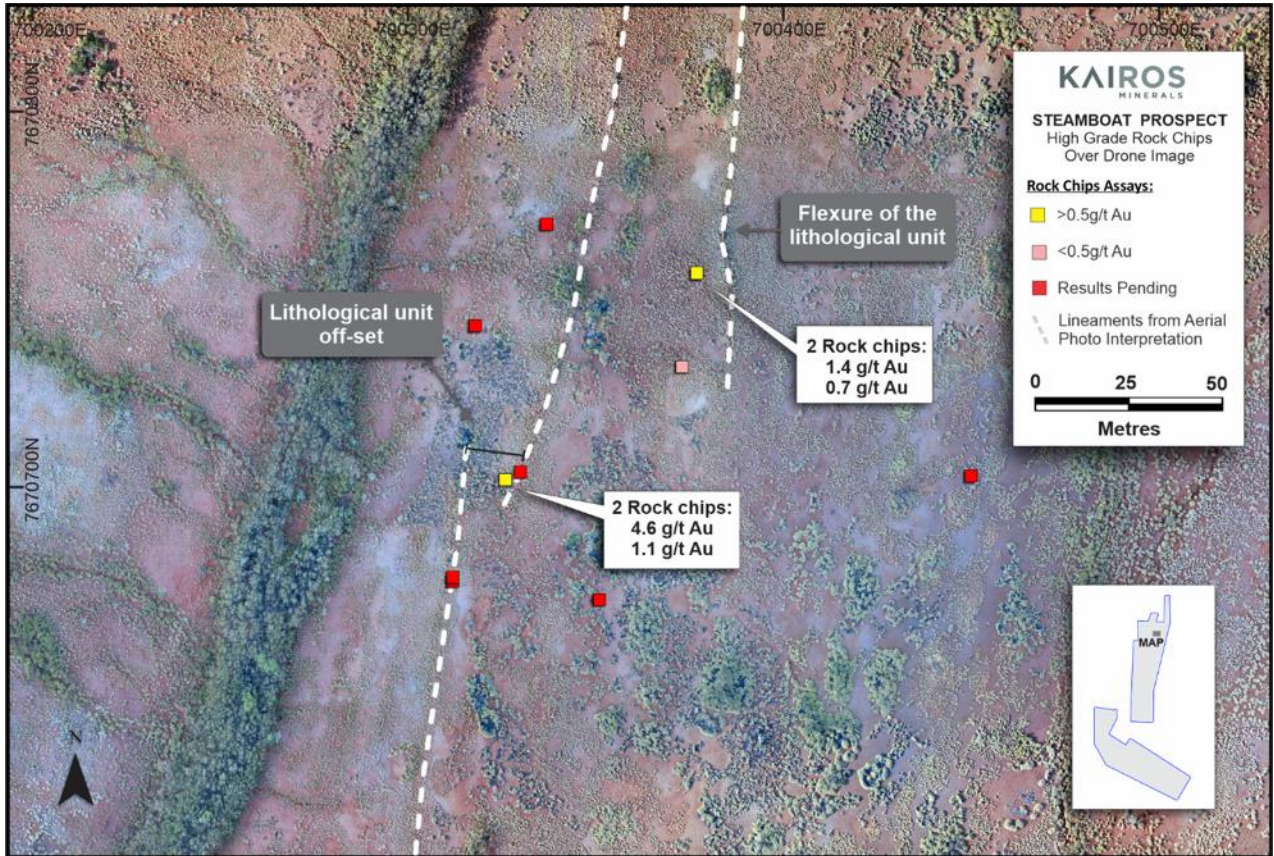 700200E
700300E
700400E
700500E
7670800N
7670700N
KAIROS
MINERALS
STEAMBOAT PROSPECT
High Grade Rock Chips
Over Drone Image
Rock Chips Assays:
>0.5g/t Au
<0.5g/t Au
Results Pending
Lineaments from Aerial
Photo Interpretation
0 25 50
Metres
Flexure of the
lithological unit
Lithological unit
off-set
2 Rock chips:
1.4 g/t Au
0.7 g/t Au
2 Rock chips:
4.6 g/t Au
1.1 g/t Au
MAP
N